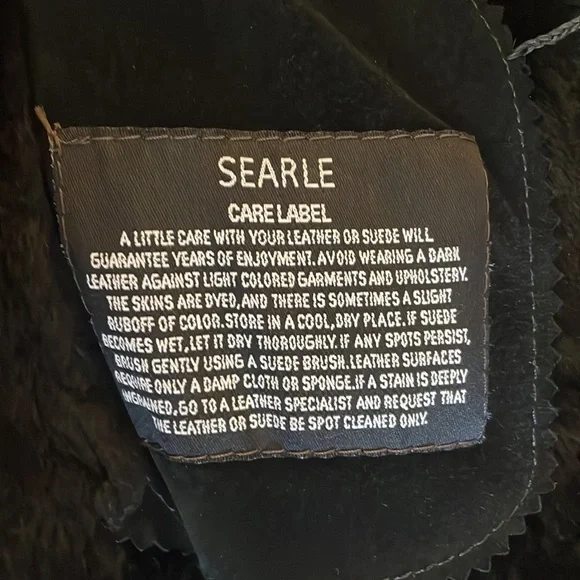 SEARLE
CARE LABEL
A LITTLE CARE WITH YOUR LEATHER OR SUEDE WILL
GUARANTEE YEARS OF ENJOYMENT. AVOID WEARING A DARK
LEATHER AGAINST LIGHT COLORED GARMENTS AND UPHOLSTERY.
THE SKINS ARE DYED, AND THERE IS SOMETIMES A SLIGHT
RUBOFF OF COLOR. STORE IN A COOL, DRY PLACE. IF SUEDE
BECOMES WET, LET IT DRY THOROUGHLY. IF ANY SPOTS PERSIST,
BRUSH GENTLY USING A SUEDE BRUSH. LEATHER SURFACES
REQUIRE ONLY A DAMP CLOTH OR SPONGE. IF A STAIN IS DEEPLY
INGRAINED, GO TO A LEATHER SPECIALIST AND REQUEST THAT
THE LEATHER OR SUEDE BE SPOT CLEANED ONLY.